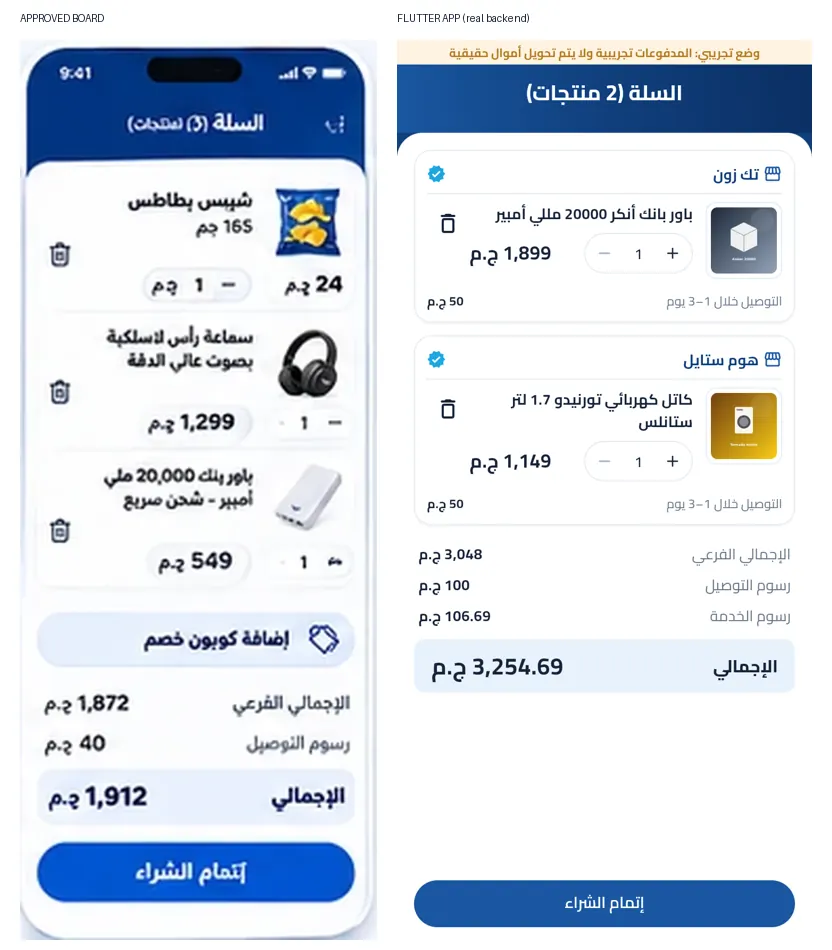 APPROVED BOARD
9:41
السلة (3 منتجات)
شيبس بطاطس
165 جم
24 ج.م
1
ج.م
سماعة رأس لاسلكية
بصوت عالي الدقة
1
1,299 ج.م
باور بنك 20,000 ملي
أمبير - شحن سريع
1
549 ج.م
إضافة كوبون خصم
الإجمالي الفرعي
1,872 ج.م
رسوم التوصيل
40 ج.م
الإجمالي
1,912 ج.م
إتمام الشراء
FLUTTER APP (real backend)
وضع تجريبي: المدفوعات تجريبية ولا يتم تحويل أموال حقيقية
السلة (2 منتجات)
تك زون
باور بانك أنكر 20000 مللي أمبير
+ 1 −
1,899 ج.م
التوصيل خلال 1–3 يوم
50 ج.م
هوم ستايل
كاتل كهربائي تورنيدو 1.7 لتر
ستانلس
+ 1 −
1,149 ج.م
التوصيل خلال 1–3 يوم
50 ج.م
الإجمالي الفرعي
3,048 ج.م
رسوم التوصيل
100 ج.م
رسوم الخدمة
106.69 ج.م
الإجمالي
3,254.69 ج.م
إتمام الشراء